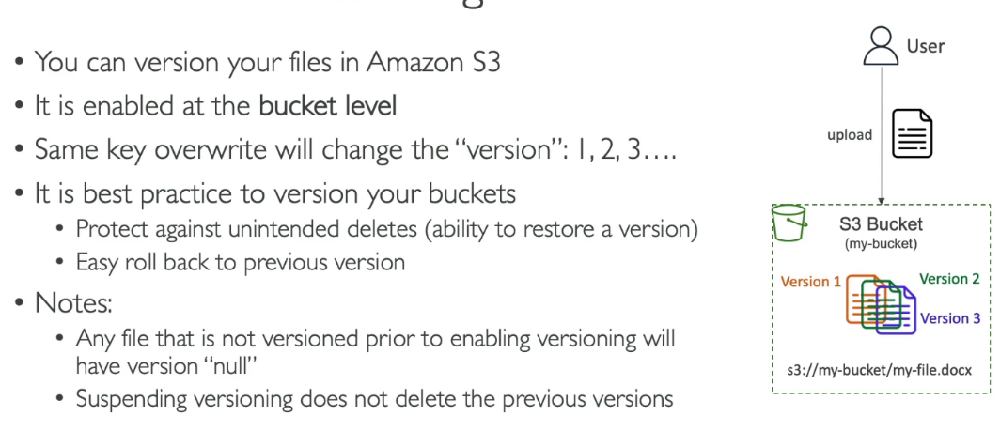 • You can version your files in Amazon S3
• It is enabled at the bucket level
• Same key overwrite will change the “version”: 1, 2, 3….
• It is best practice to version your buckets
• Protect against unintended deletes (ability to restore a version)
• Easy roll back to previous version
• Notes:
• Any file that is not versioned prior to enabling versioning will
have version “null”
• Suspending versioning does not delete the previous versions
User
upload
S3 Bucket
(my-bucket)
Version 1
Version 2
Version 3
s3://my-bucket/my-file.docx